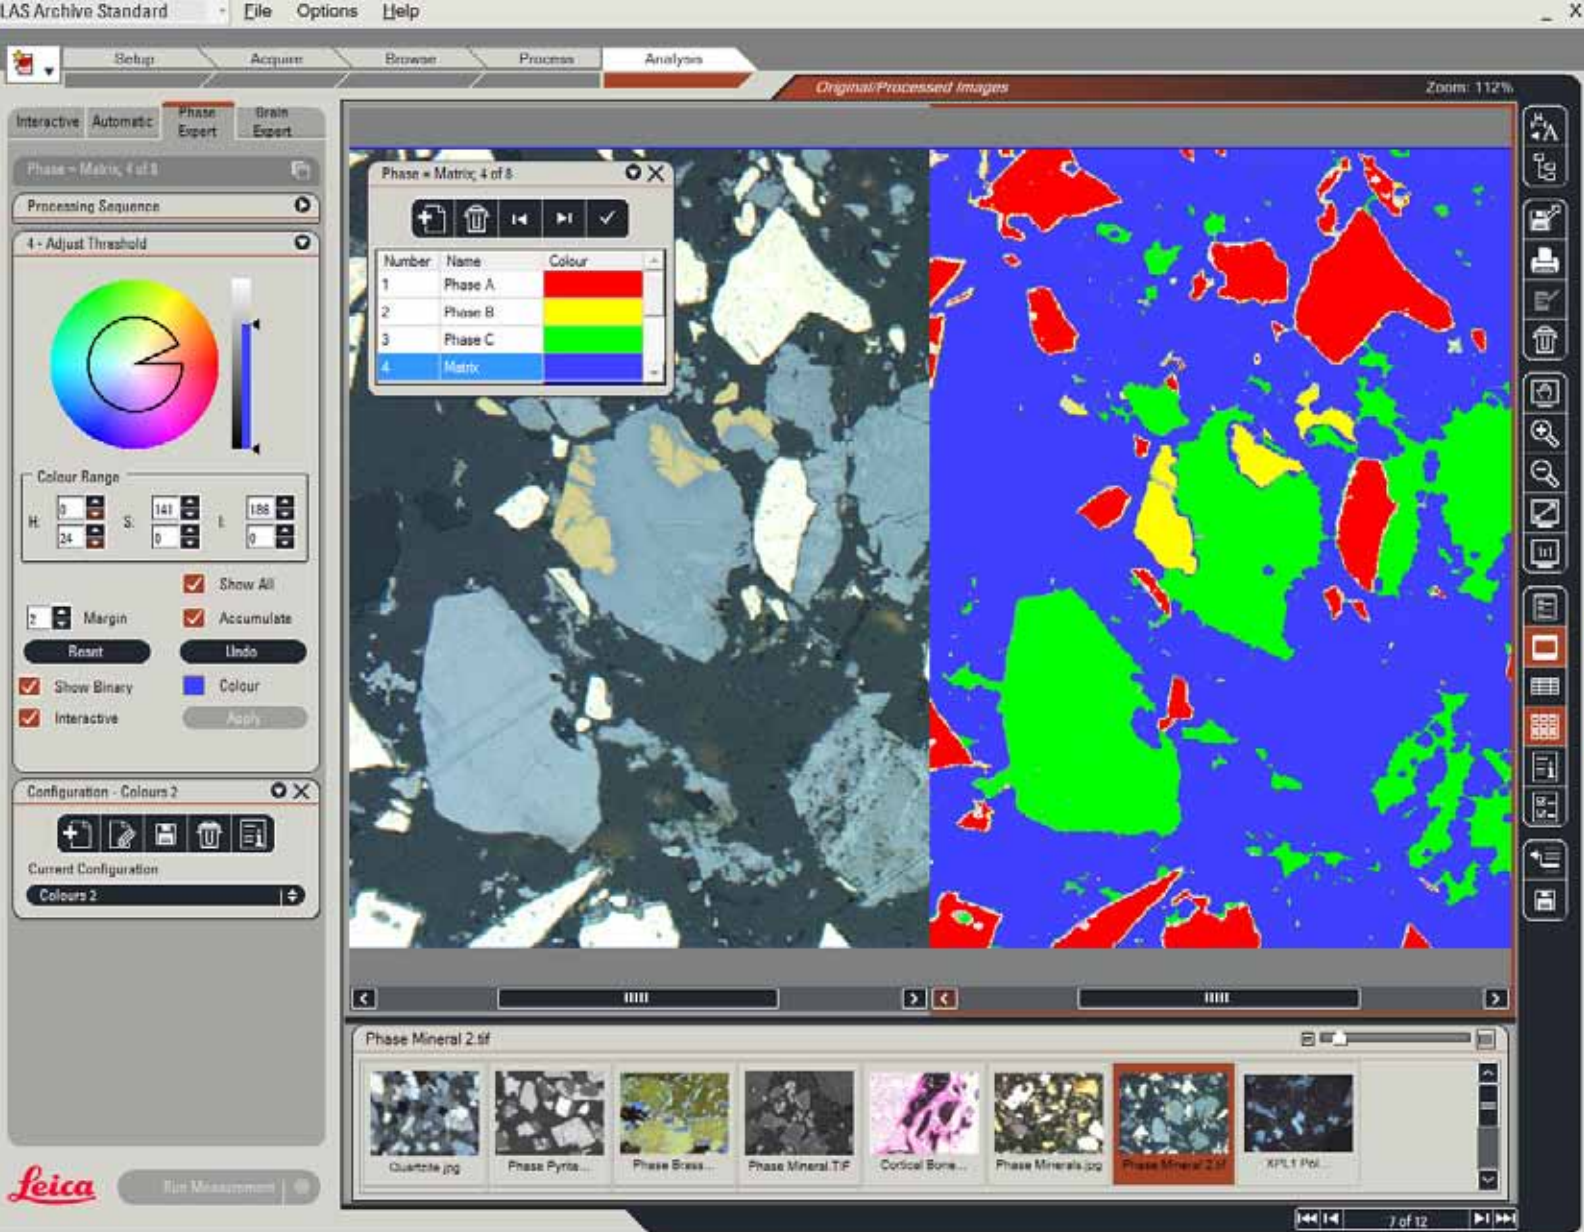 LAS Archive Standard File Options Help
Setup Acquire Browse Process Analysis
Original/Processed Images Zoom: 112%
Interactive Automatic Phase Expert Grain Expert
Phase = Matrix, 4 of 8
Processing Sequence
4 - Adjust Threshold
Colour Range
H: 0 S: 141 I: 186
24 0 0
Show All
2 Margin Accumulate
Reset Undo
Show Binary Colour
Interactive Apply
Configuration - Colours 2
Current Configuration
Colours 2
Leica Run Measurement
Phase = Matrix, 4 of 8
Number Name Colour
1 Phase A
2 Phase B
3 Phase C
4 Matrix
Phase Mineral 2.tif
Quartzite.jpg Phase Pyrita... Phase Brass... Phase Mineral.TIF Cortical Bone... Phase Minerals.jpg Phase Mineral 2.tif XPL1 Pol...
7 of 12